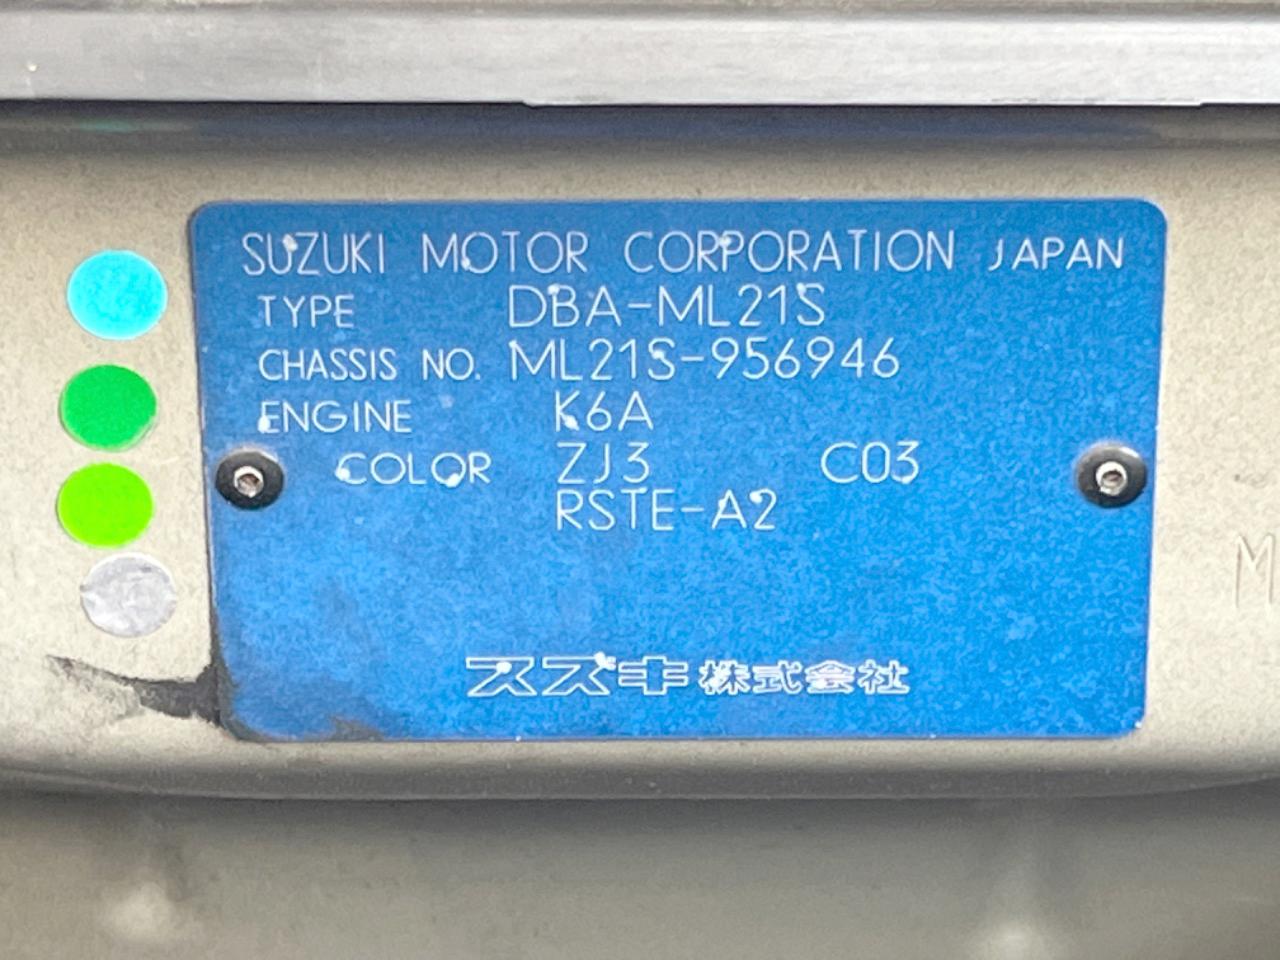 SUZUKI MOTOR CORPORATION JAPAN
TYPE DBA-ML21S
CHASSIS NO. ML21S-956946
ENGINE K6A
COLOR ZJ3 C03
RSTE-A2
スズキ株式会社
M